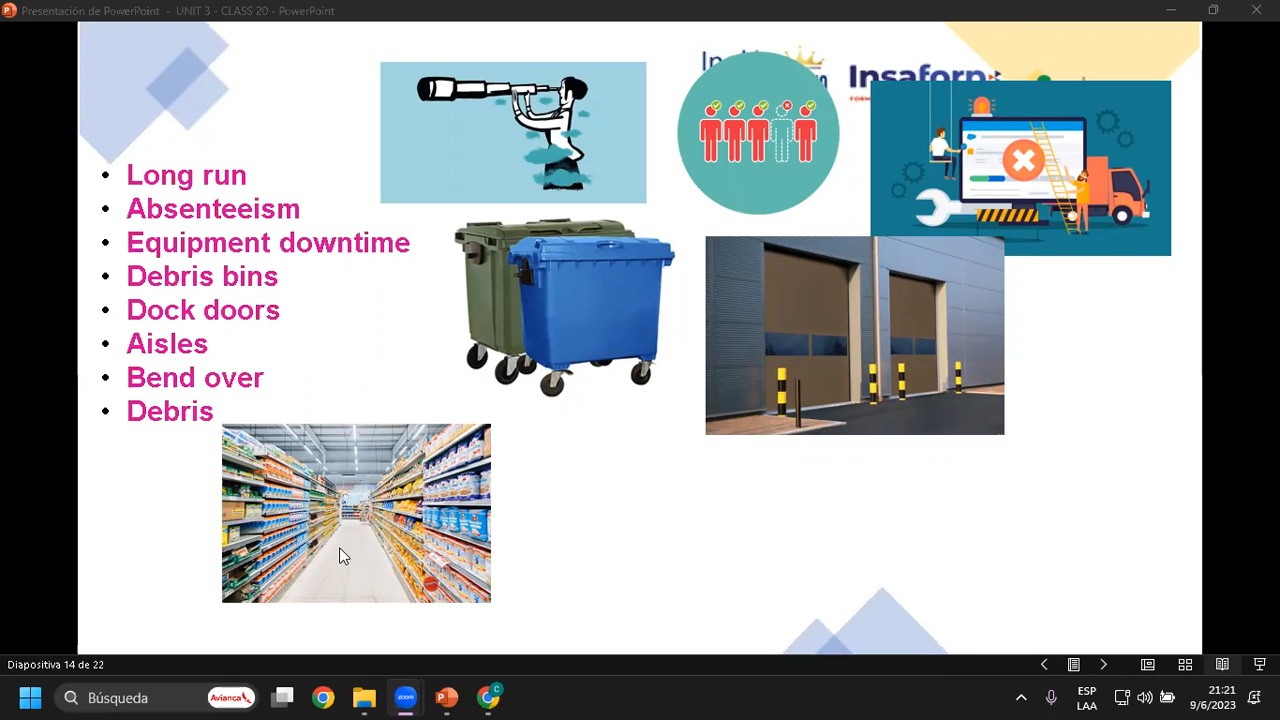 Presentación de PowerPoint - UNIT 3 - CLASS 20 - PowerPoint
Insaforp
Long run
Absenteeism
Equipment downtime
Debris bins
Dock doors
Aisles
Bend over
Debris
Diapositiva 14 de 22
Búsqueda
Avianca
zoom
C
ESP
LAA
21:21
9/6/2023